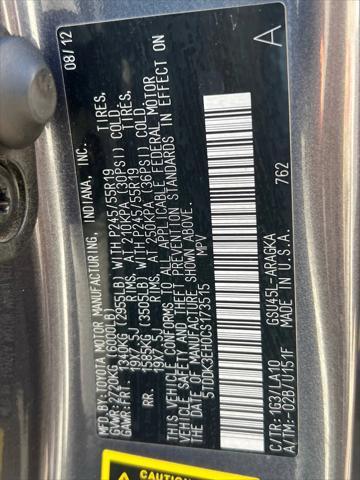 MFD.BY:TOYOTA MOTOR MANUFACTURING, INDIANA, INC. 08/12
GVWR:2720KG(6000LB)
GAWR:FR. 1340KG (2955LB) WITH P245/55R19 TIRES,
19X7.5J RIMS, AT 210KPA (30PSI) COLD
RR. 1585KG (3505LB) WITH P245/55R19 TIRES,
19X7.5J RIMS, AT 250KPA (36PSI) COLD
THIS VEHICLE CONFORMS TO ALL APPLICABLE FEDERAL MOTOR
VEHICLE SAFETY AND THEFT PREVENTION STANDARDS IN EFFECT ON
THE DATE OF MANUFACTURE SHOWN ABOVE.
5TDDK3EH0CS173515 MPV A
C/TR:1G3/LA10 GSU45L-ARAGKA
A/TM:-02B/U151F 762
MADE IN U.S.A.
CAUTION